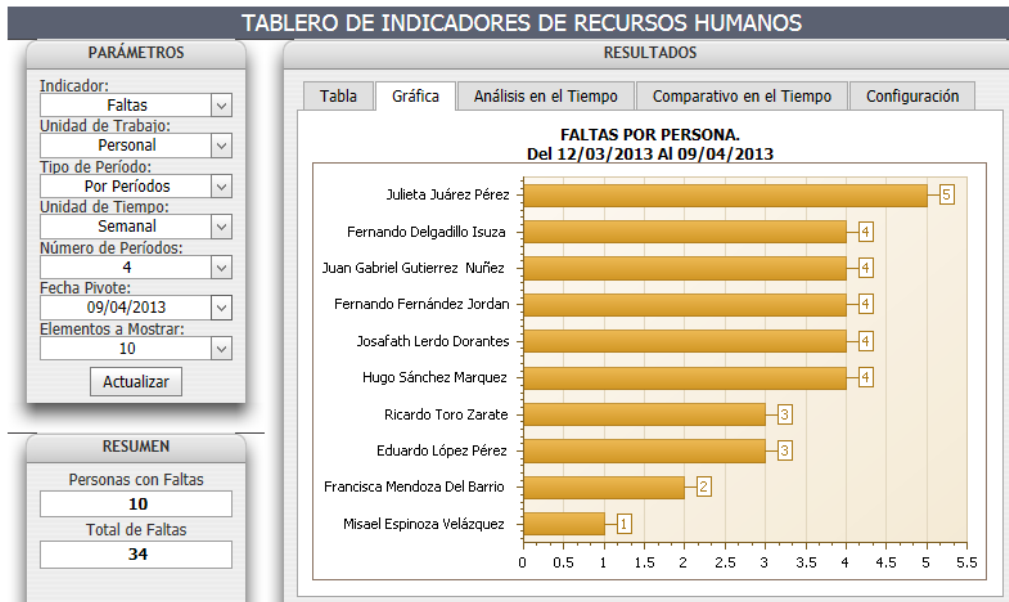 TABLERO DE INDICADORES DE RECURSOS HUMANOS
PARÁMETROS
Indicador:
Faltas
Unidad de Trabajo:
Personal
Tipo de Período:
Por Períodos
Unidad de Tiempo:
Semanal
Número de Períodos:
4
Fecha Pivote:
09/04/2013
Elementos a Mostrar:
10
Actualizar
RESUMEN
Personas con Faltas
10
Total de Faltas
34
RESULTADOS
Tabla Gráfica Análisis en el Tiempo Comparativo en el Tiempo Configuración
FALTAS POR PERSONA.
Del 12/03/2013 Al 09/04/2013
Julieta Juárez Pérez 5
Fernando Delgadillo Isuza 4
Juan Gabriel Gutierrez Nuñez 4
Fernando Fernández Jordan 4
Josafath Lerdo Dorantes 4
Hugo Sánchez Marquez 4
Ricardo Toro Zarate 3
Eduardo López Pérez 3
Francisca Mendoza Del Barrio 2
Misael Espinoza Velázquez 1
0 0.5 1 1.5 2 2.5 3 3.5 4 4.5 5 5.5